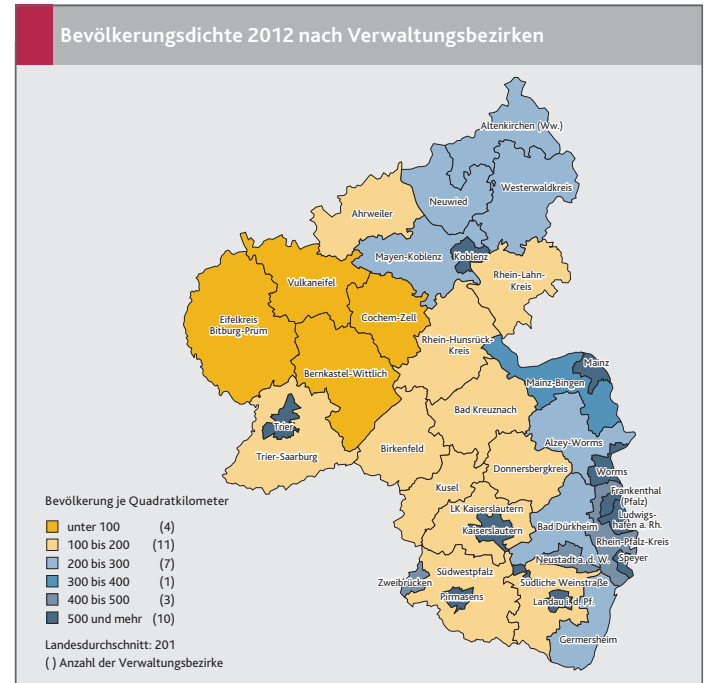 Bevölkerungsdichte 2012 nach Verwaltungsbezirken
Altenkirchen (Ww.)
Westerwaldkreis
Neuwied
Ahrweiler
Mayen-Koblenz
Koblenz
Rhein-Lahn-
Kreis
Vulkaneifel
Cochem-Zell
Eifelkreis
Bitburg-Prüm
Rhein-Hunsrück-
Kreis
Mainz
Bernkastel-Wittlich
Mainz-Bingen
Bad Kreuznach
Trier
Alzey-Worms
Birkenfeld
Trier-Saarburg
Donnersbergkreis
Worms
Kusel
Frankenthal
(Pfalz)
LK Kaiserslautern
Ludwigs-
hafen a. Rh.
Kaiserslautern
Bad Dürkheim
Rhein-Pfalz-Kreis
Neustadt a. d. W.
Speyer
Südwestpfalz
Zweibrücken
Südliche Weinstraße
Pirmasens
Landau i. d. Pf.
Germersheim
Bevölkerung je Quadratkilometer
unter 100 (4)
100 bis 200 (11)
200 bis 300 (7)
300 bis 400 (1)
400 bis 500 (3)
500 und mehr (10)
Landesdurchschnitt: 201
( ) Anzahl der Verwaltungsbezirke